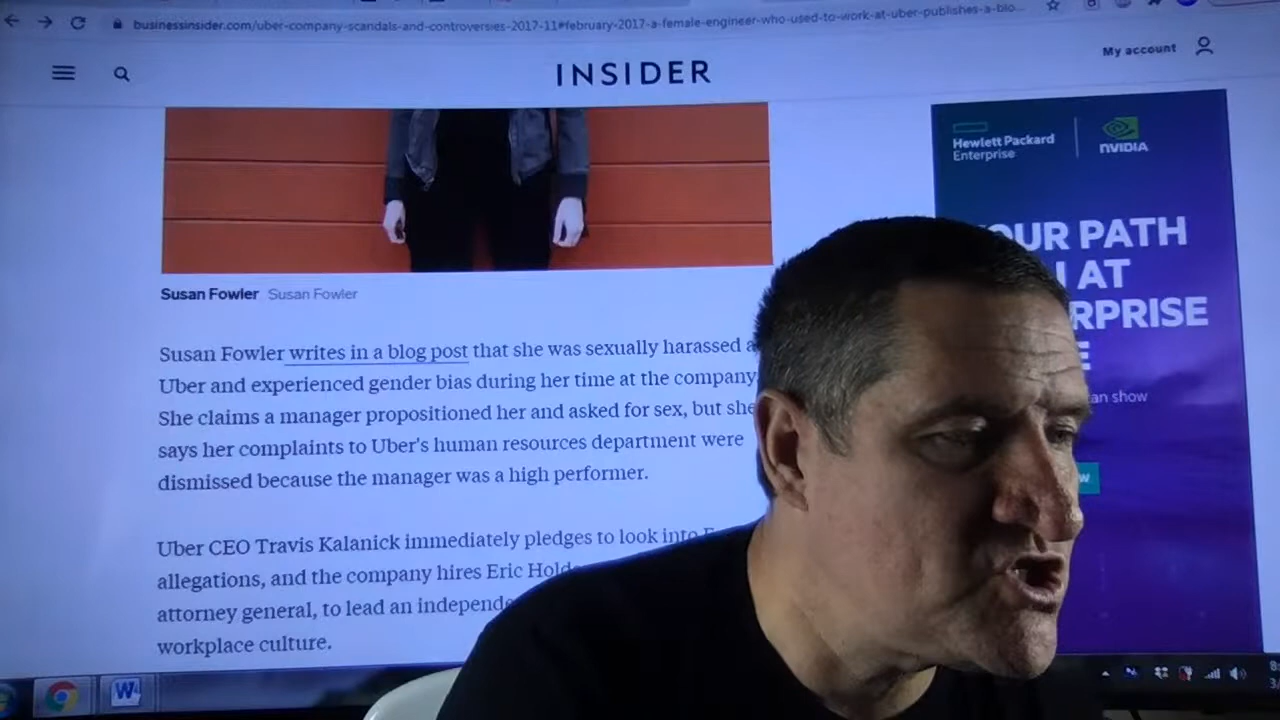 businessinsider.com/uber-company-scandals-and-controversies-2017-11#february-2017-a-female-engineer-who-used-to-work-at-uber-publishes-a-blo...
INSIDER
My account
Hewlett Packard
Enterprise
NVIDIA
YOUR PATH
AT
Susan Fowler Susan Fowler
Susan Fowler writes in a blog post that she was sexually harassed a
Uber and experienced gender bias during her time at the company
She claims a manager propositioned her and asked for sex, but she
says her complaints to Uber's human resources department were
dismissed because the manager was a high performer.
Uber CEO Travis Kalanick immediately pledges to look into
allegations, and the company hires Eric Hold
attorney general, to lead an independe
workplace culture.
an show
W